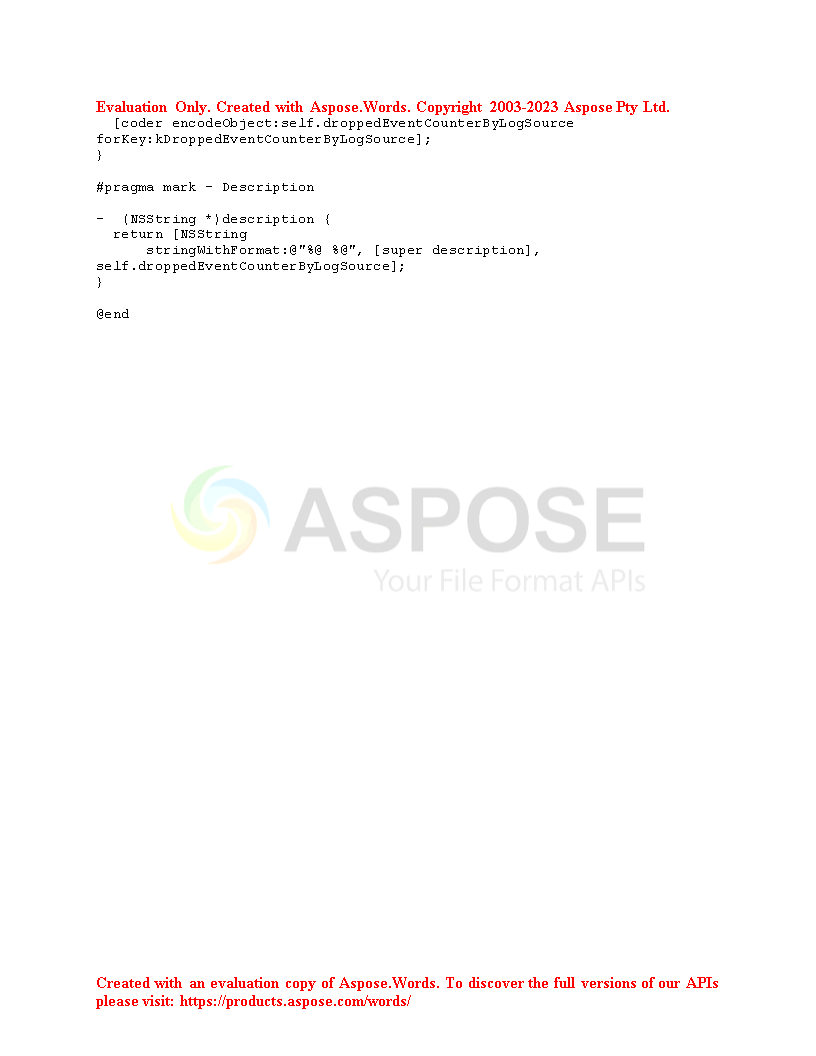 Evaluation Only. Created with Aspose.Words. Copyright 2003-2023 Aspose Pty Ltd.
  [coder encodeObject:self.droppedEventCounterByLogSource
forKey:kDroppedEventCounterByLogSource];
}

#pragma mark - Description

-  (NSString *)description {
  return [NSString
      stringWithFormat:@"%@ %@", [super description],
self.droppedEventCounterByLogSource];
}

@end

ASPOSE
Your File Format APIs

Created with an evaluation copy of Aspose.Words. To discover the full versions of our APIs
please visit: https://products.aspose.com/words/